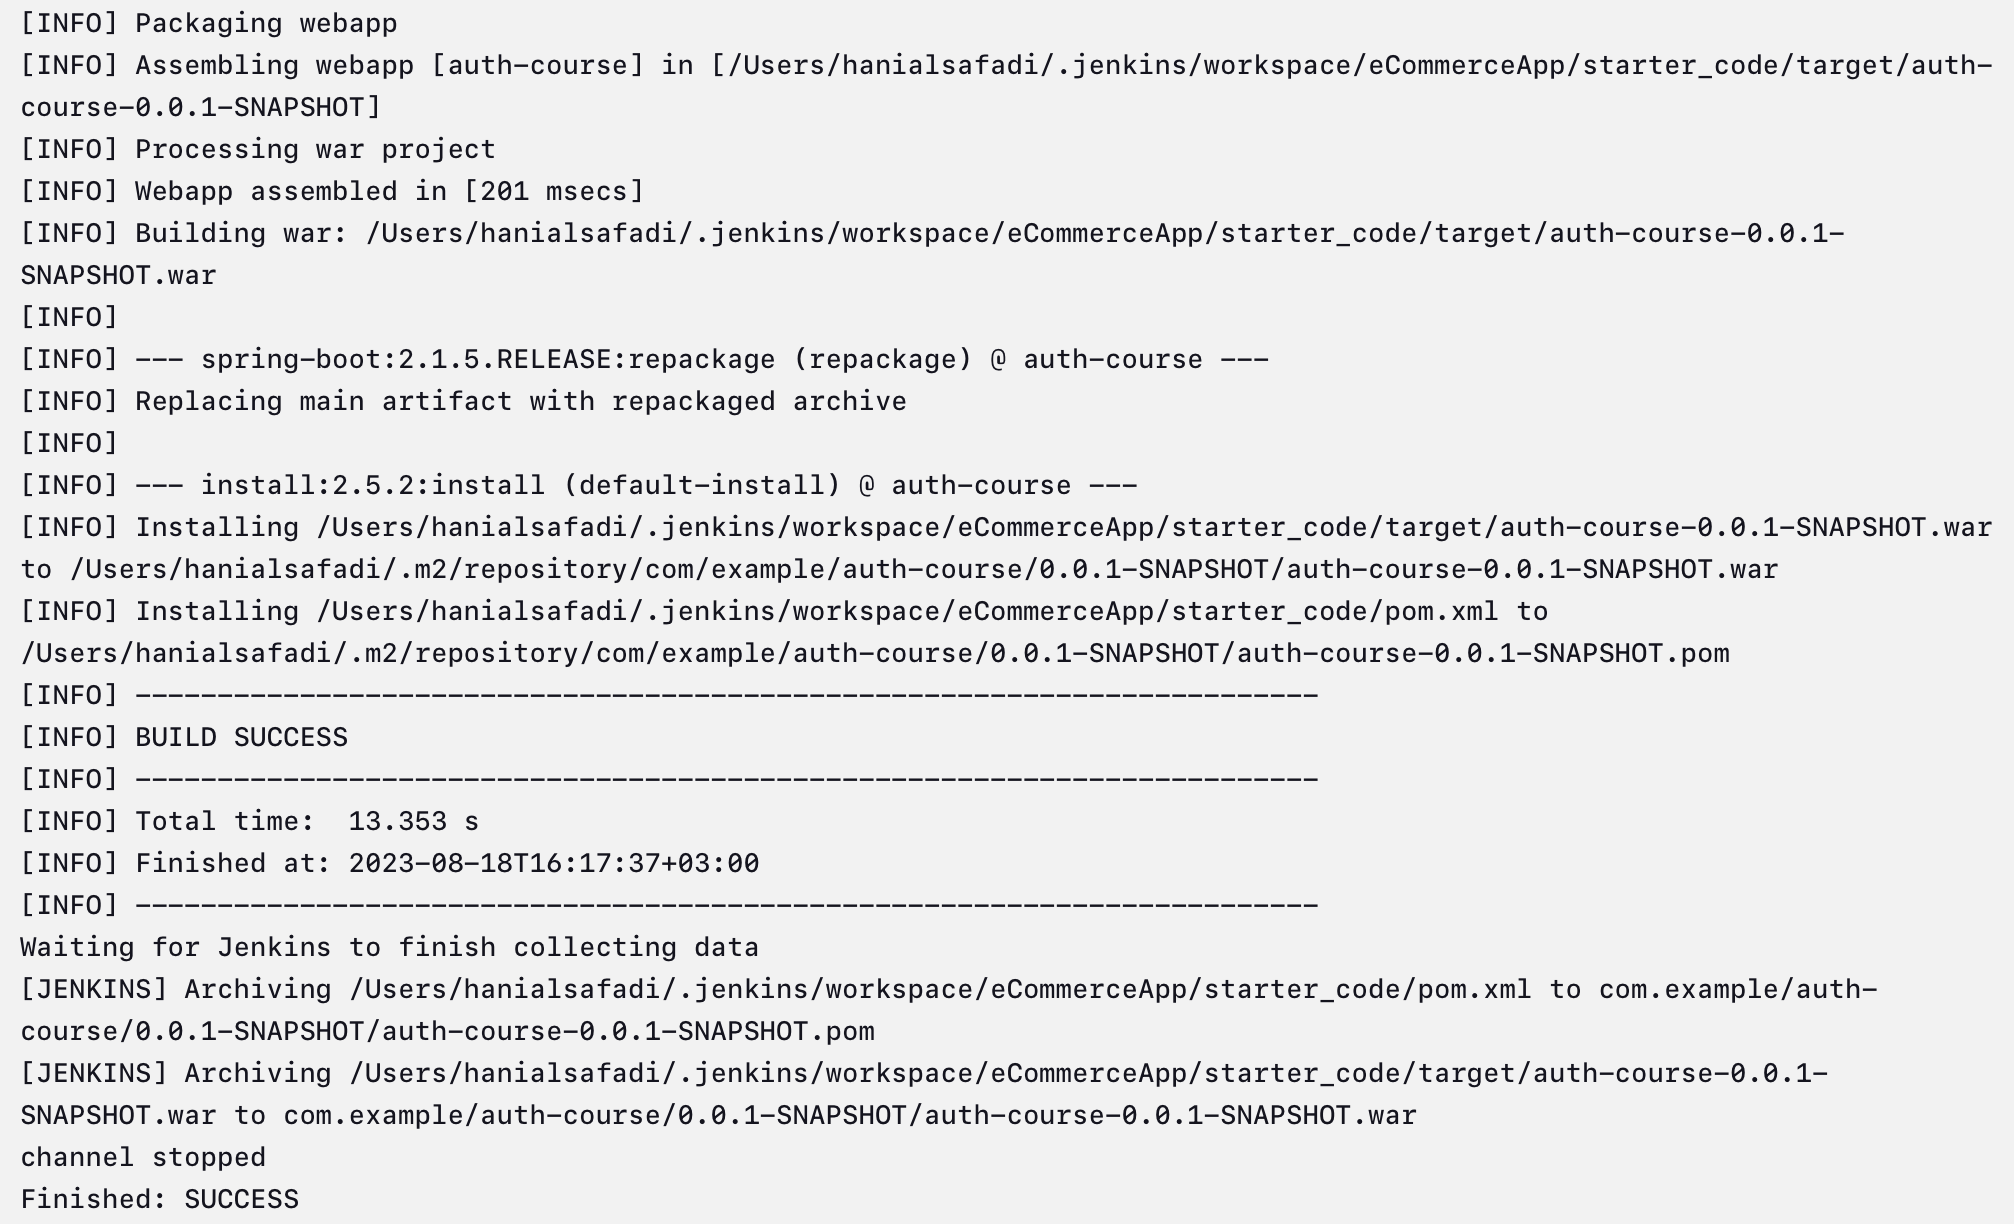 [INFO] Packaging webapp
[INFO] Assembling webapp [auth-course] in [/Users/hanialsafadi/.jenkins/workspace/eCommerceApp/starter_code/target/auth-
course-0.0.1-SNAPSHOT]
[INFO] Processing war project
[INFO] Webapp assembled in [201 msecs]
[INFO] Building war: /Users/hanialsafadi/.jenkins/workspace/eCommerceApp/starter_code/target/auth-course-0.0.1-
SNAPSHOT.war
[INFO]
[INFO] --- spring-boot:2.1.5.RELEASE:repackage (repackage) @ auth-course ---
[INFO] Replacing main artifact with repackaged archive
[INFO]
[INFO] --- install:2.5.2:install (default-install) @ auth-course ---
[INFO] Installing /Users/hanialsafadi/.jenkins/workspace/eCommerceApp/starter_code/target/auth-course-0.0.1-SNAPSHOT.war
to /Users/hanialsafadi/.m2/repository/com/example/auth-course/0.0.1-SNAPSHOT/auth-course-0.0.1-SNAPSHOT.war
[INFO] Installing /Users/hanialsafadi/.jenkins/workspace/eCommerceApp/starter_code/pom.xml to
/Users/hanialsafadi/.m2/repository/com/example/auth-course/0.0.1-SNAPSHOT/auth-course-0.0.1-SNAPSHOT.pom
[INFO] ------------------------------------------------------------------------
[INFO] BUILD SUCCESS
[INFO] ------------------------------------------------------------------------
[INFO] Total time:  13.353 s
[INFO] Finished at: 2023-08-18T16:17:37+03:00
[INFO] ------------------------------------------------------------------------
Waiting for Jenkins to finish collecting data
[JENKINS] Archiving /Users/hanialsafadi/.jenkins/workspace/eCommerceApp/starter_code/pom.xml to com.example/auth-
course/0.0.1-SNAPSHOT/auth-course-0.0.1-SNAPSHOT.pom
[JENKINS] Archiving /Users/hanialsafadi/.jenkins/workspace/eCommerceApp/starter_code/target/auth-course-0.0.1-
SNAPSHOT.war to com.example/auth-course/0.0.1-SNAPSHOT/auth-course-0.0.1-SNAPSHOT.war
channel stopped
Finished: SUCCESS